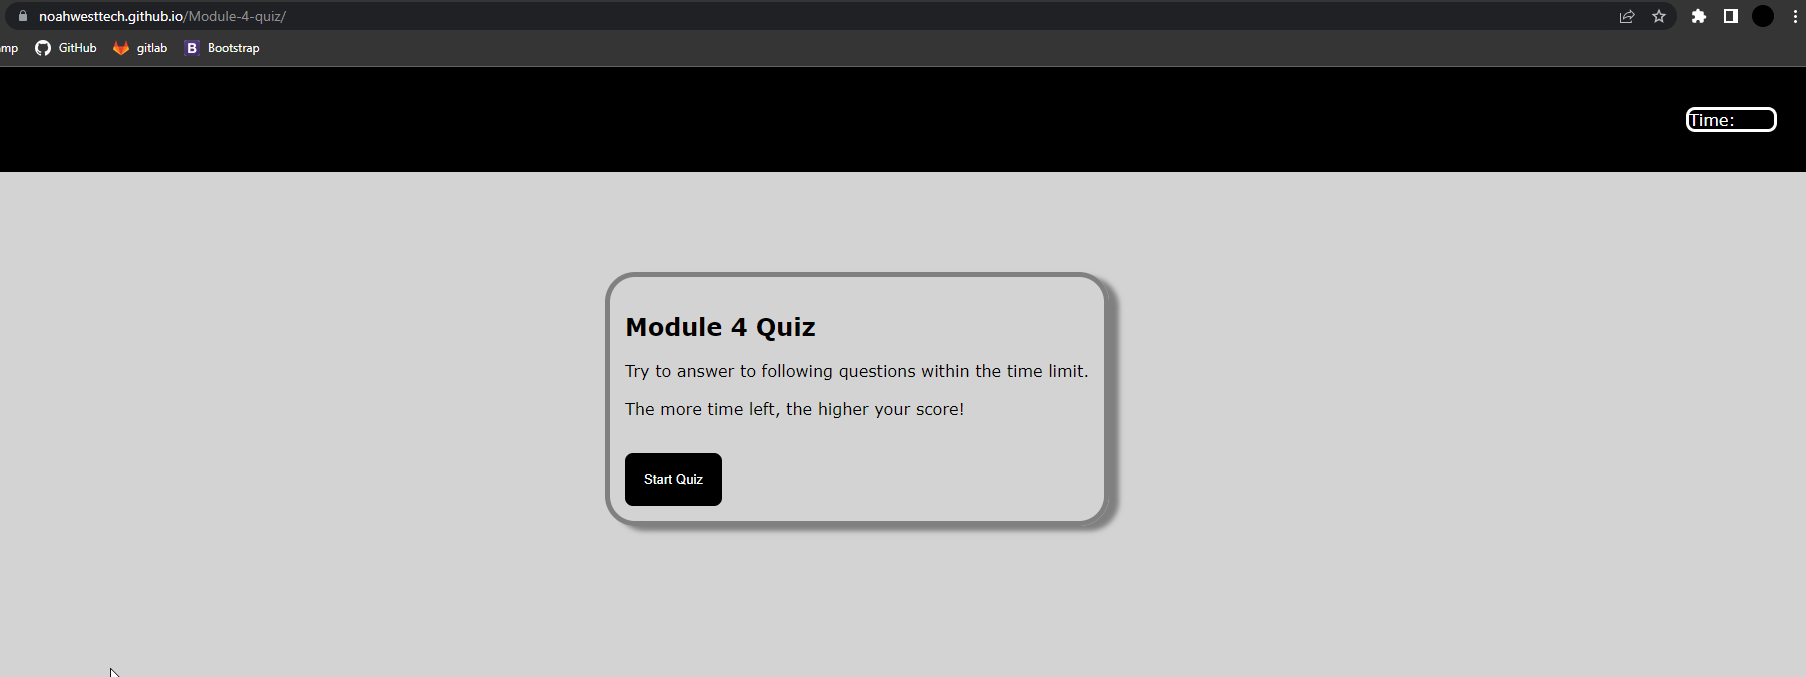 noahwesttech.github.io/Module-4-quiz/
mp GitHub gitlab B Bootstrap
Time:
Module 4 Quiz
Try to answer to following questions within the time limit.
The more time left, the higher your score!
Start Quiz